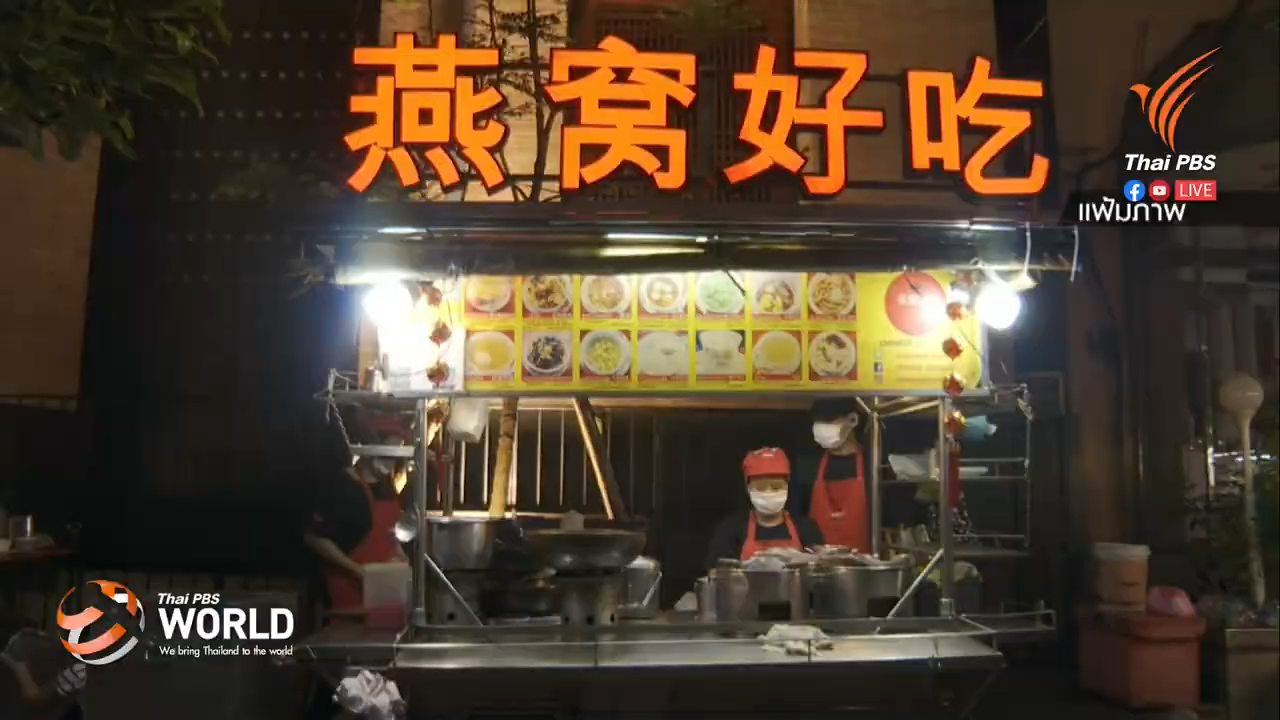 燕窝好吃
Thai PBS
LIVE
แฟ้มภาพ
Thai PBS
WORLD
We bring Thailand to the world